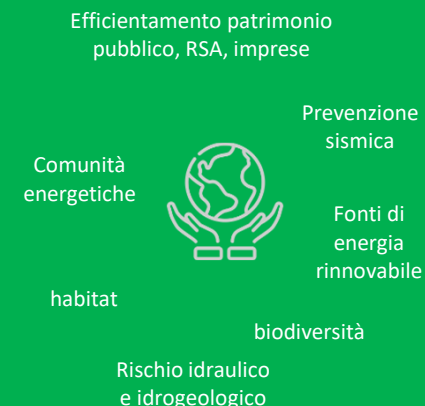 Efficientamento patrimonio
pubblico, RSA, imprese
Prevenzione
sismica
Comunità
energetiche
Fonti di
energia
rinnovabile
habitat
biodiversità
Rischio idraulico
e idrogeologico